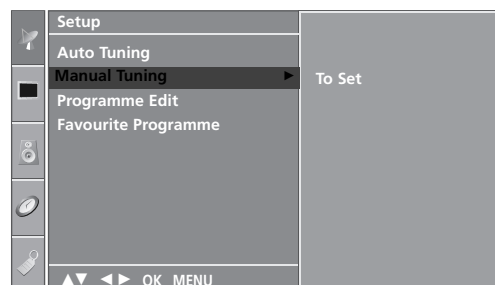 Setup
Auto Tuning
Manual Tuning ►
To Set
Programme Edit
Favourite Programme
▲▼ ◄► OK MENU